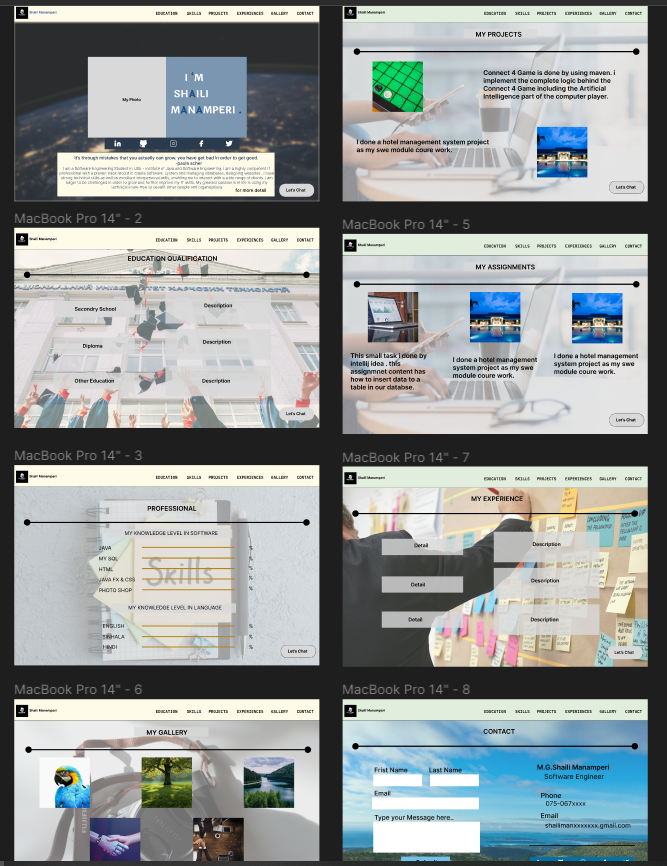 Shaili Manamperi
EDUCATION SKILLS PROJECTS EXPERIENCES GALLERY CONTACT
My Photo
I 'M
SHAILI
MANAMPERI .
It's through mistakes that you actually can grow, you have get bad in order to get good.
-paula scher
for more detail
Let's Chat
MacBook Pro 14" - 2
Shaili Manamperi
EDUCATION SKILLS PROJECTS EXPERIENCES GALLERY CONTACT
EDUCATION QUALIFICATION
Secondry School
Description
Diploma
Description
Other Education
Description
Let's Chat
MacBook Pro 14" - 3
Shaili Manamperi
EDUCATION SKILLS PROJECTS EXPERIENCES GALLERY CONTACT
PROFESSIONAL
MY KNOWLEDGE LEVEL IN SOFTWARE
JAVA %
MY SQL %
HTML %
JAVA FX & CSS %
PHOTO SHOP %
Skills
MY KNOWLEDGE LEVEL IN LANGUAGE
ENGLISH %
SINHALA %
HINDI %
Let's Chat
MacBook Pro 14" - 6
Shaili Manamperi
EDUCATION SKILLS PROJECTS EXPERIENCES GALLERY CONTACT
MY GALLERY
Shaili Manamperi
EDUCATION SKILLS PROJECTS EXPERIENCES GALLERY CONTACT
MY PROJECTS
Connect 4 Game is done by using maven. i
implement the complete logic behind the
Connect 4 Game including the Artificial
Intelligence part of the computer player.
I done a hotel management system project
as my swe module coure work.
Let's Chat
MacBook Pro 14" - 5
Shaili Manamperi
EDUCATION SKILLS PROJECTS EXPERIENCES GALLERY CONTACT
MY ASSIGNMENTS
This small task i done by
intellij idea . this
assignmnet content has
how to insert data to a
table in our databse.
I done a hotel management
system project as my swe
module coure work.
I done a hotel management
system project as my swe
module coure work.
Let's Chat
MacBook Pro 14" - 7
Shaili Manamperi
EDUCATION SKILLS PROJECTS EXPERIENCES GALLERY CONTACT
MY EXPERIENCE
Detail
Description
Detail
Description
Detail
Description
Let's Chat
MacBook Pro 14" - 8
Shaili Manamperi
EDUCATION SKILLS PROJECTS EXPERIENCES GALLERY CONTACT
CONTACT
Frist Name Last Name
Email
Type your Message here..
M.G.Shaili Manamperi
Software Engineer
Phone
075-067xxxx
Email
shailimanxxxxxxx.gmail.com